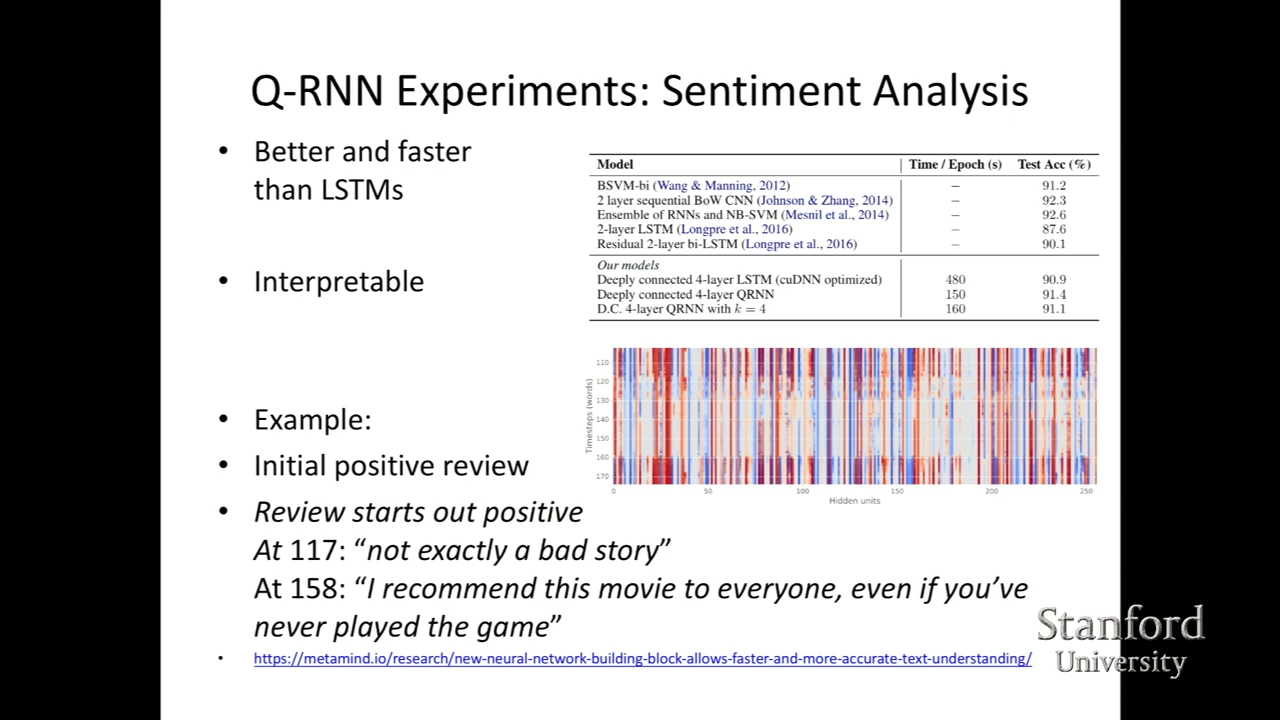 Q-RNN Experiments: Sentiment Analysis
• Better and faster
than LSTMs
• Interpretable
• Example:
• Initial positive review
• Review starts out positive
At 117: “not exactly a bad story”
At 158: “I recommend this movie to everyone, even if you’ve
never played the game”
• https://metamind.io/research/new-neural-network-building-block-allows-faster-and-more-accurate-text-understanding/
Model Time / Epoch (s) Test Acc (%)
BSVM-bi (Wang & Manning, 2012) – 91.2
2 layer sequential BoW CNN (Johnson & Zhang, 2014) – 92.3
Ensemble of RNNs and NB-SVM (Mesnil et al., 2014) – 92.6
2-layer LSTM (Longpre et al., 2016) – 87.6
Residual 2-layer bi-LSTM (Longpre et al., 2016) – 90.1
Our models
Deeply connected 4-layer LSTM (cuDNN optimized) 480 90.9
Deeply connected 4-layer QRNN 150 91.4
D.C. 4-layer QRNN with k = 4 160 91.1
Timesteps (words)
110
120
130
140
150
160
170
0 50 100 150 200 250
Hidden units
Stanford
University